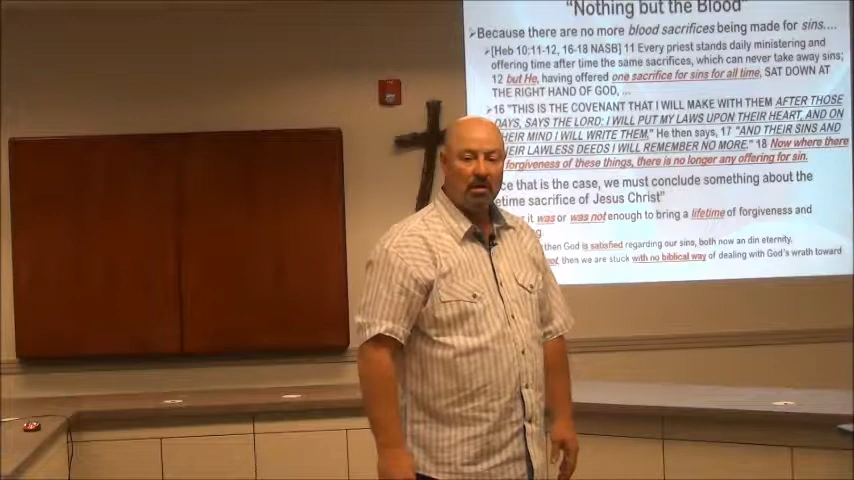 "Nothing but the Blood"
➢Because there are no more blood sacrifices being made for sins....
➢[Heb 10:11-12, 16-18 NASB] 11 Every priest stands daily ministering and
offering time after time the same sacrifices, which can never take away sins;
12 but He, having offered one sacrifice for sins for all time, SAT DOWN AT
THE RIGHT HAND OF GOD, ...
➢16 "THIS IS THE COVENANT THAT I WILL MAKE WITH THEM AFTER THOSE
DAYS, SAYS THE LORD: I WILL PUT MY LAWS UPON THEIR HEART, AND ON
THEIR MIND I WILL WRITE THEM," He then says, 17 "AND THEIR SINS AND
THEIR LAWLESS DEEDS I WILL REMEMBER NO MORE." 18 Now where there
forgiveness of these things, there is no longer any offering for sin.
that is the case, we must conclude something about the
sacrifice of Jesus Christ"
it was or was not enough to bring a lifetime of forgiveness and
then God is satisfied regarding our sins, both now and in the eternity
then we are stuck with no biblical way of dealing with God's wrath toward